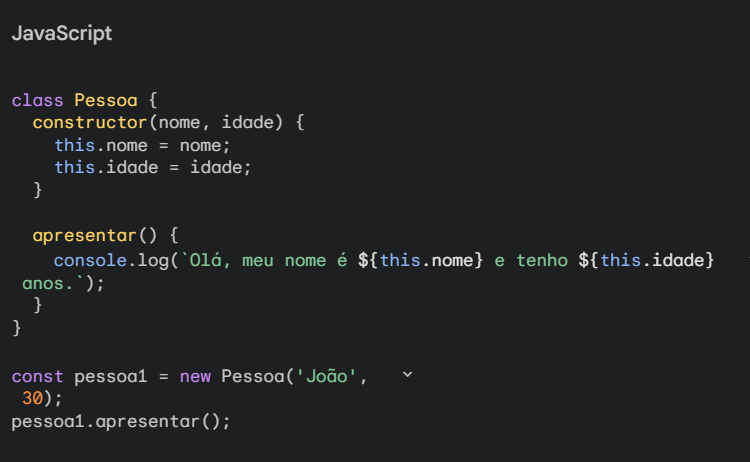 JavaScript
class Pessoa {
constructor(nome, idade) {
this.nome = nome;
this.idade = idade;
}
apresentar() {
console.log(`Olá, meu nome é ${this.nome} e tenho ${this.idade}
anos.`);
}
}
const pessoa1 = new Pessoa('João',
30);
pessoa1.apresentar();